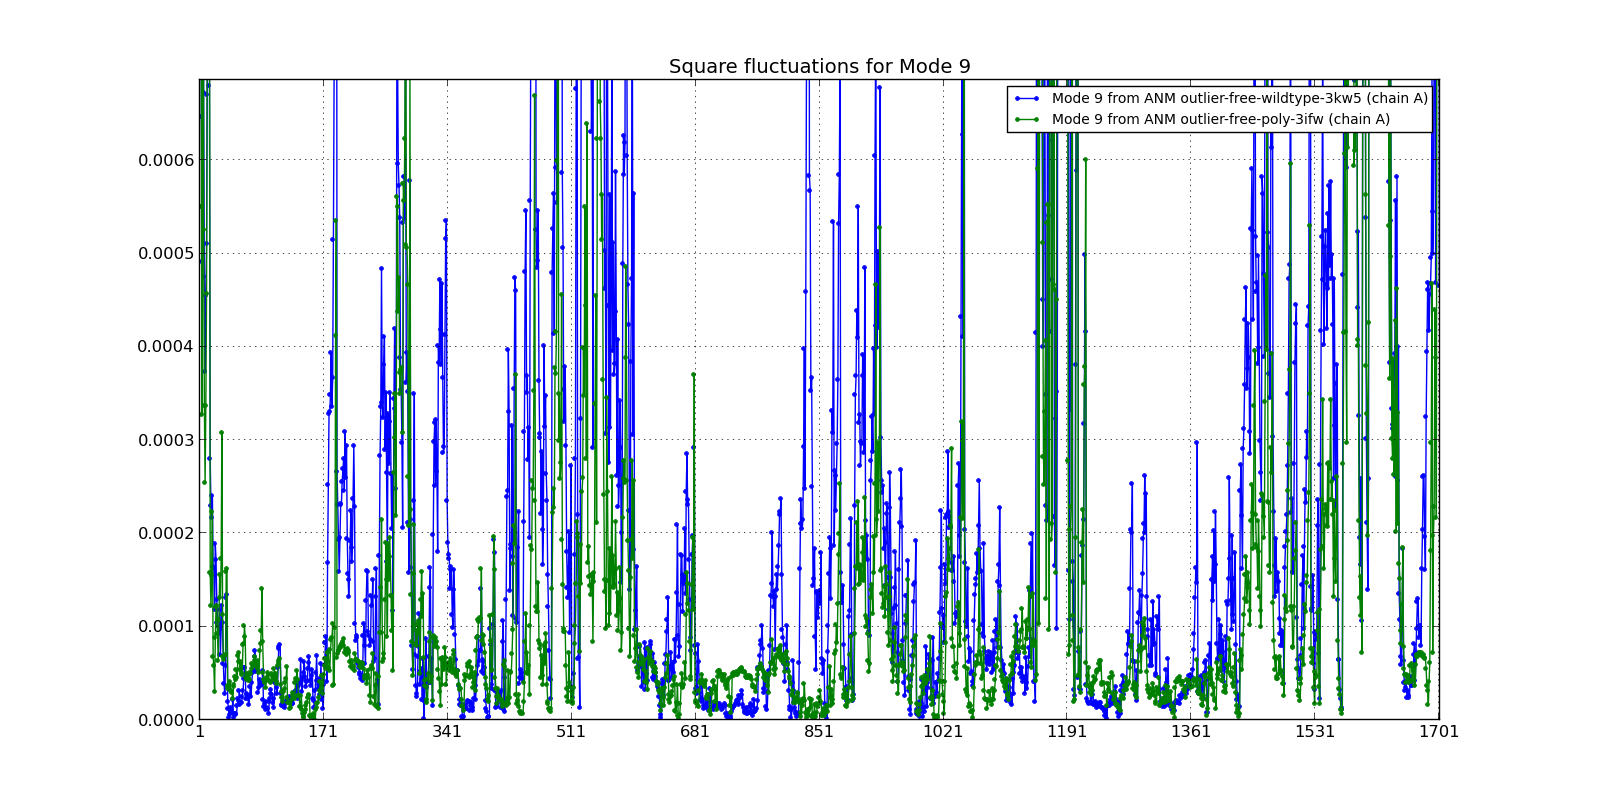 Square fluctuations for Mode 9
Mode 9 from ANM outlier-free-wildtype-3kw5 (chain A)
Mode 9 from ANM outlier-free-poly-3ifw (chain A)
0.0006
0.0005
0.0004
0.0003
0.0002
0.0001
0.0000
1 171 341 511 681 851 1021 1191 1361 1531 1701